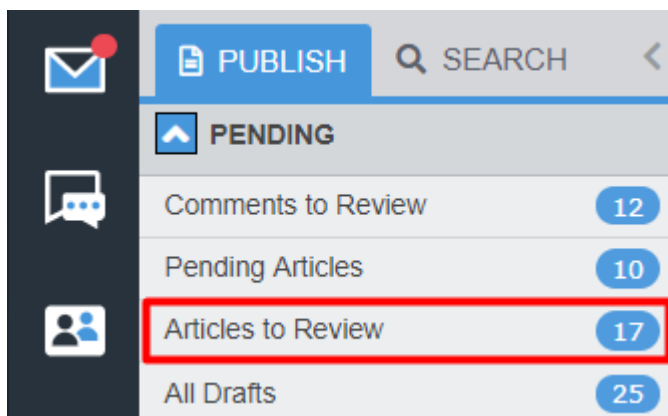 PUBLISH SEARCH
PENDING
Comments to Review 12
Pending Articles 10
Articles to Review 17
All Drafts 25